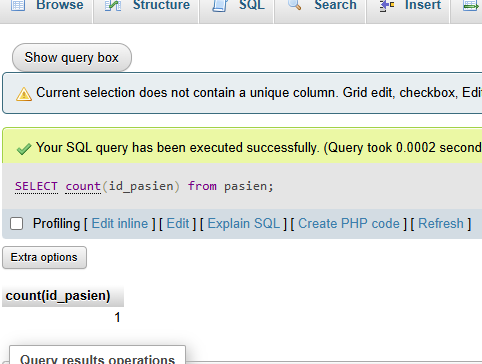 Browse Structure SQL Search Insert
Show query box
Current selection does not contain a unique column. Grid edit, checkbox, Edi
Your SQL query has been executed successfully. (Query took 0.0002 second
SELECT count(id_pasien) from pasien;
Profiling [ Edit inline ] [ Edit ] [ Explain SQL ] [ Create PHP code ] [ Refresh ]
Extra options
count(id_pasien)
1
Query results operations